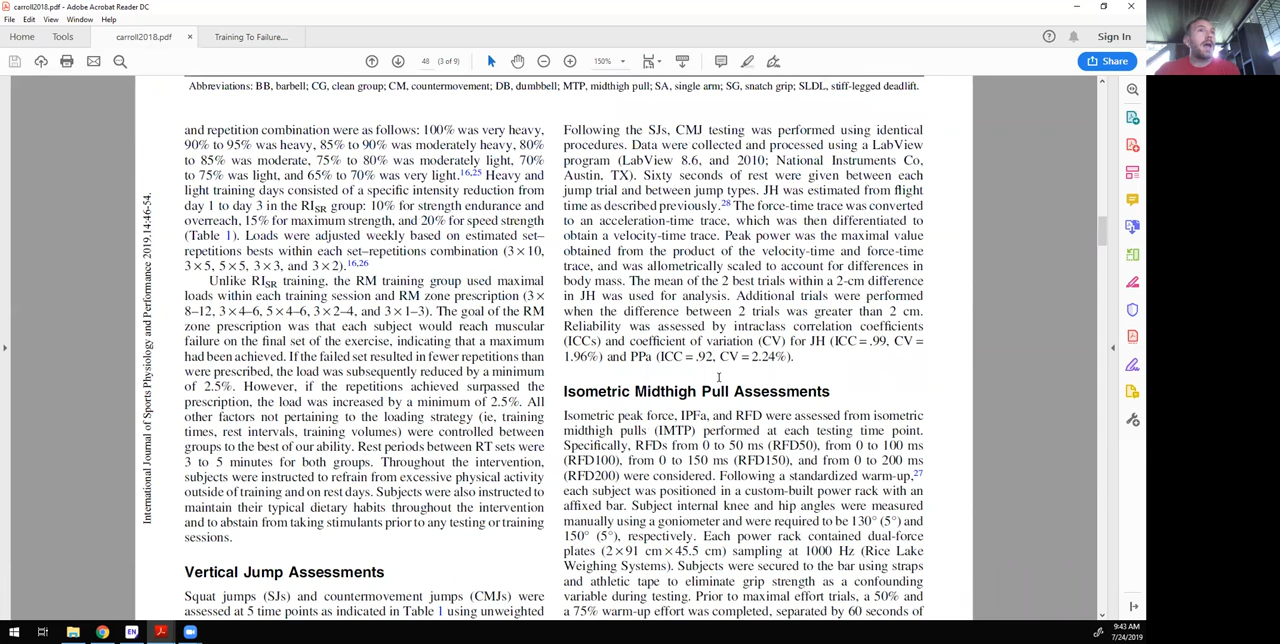 carroll2018.pdf - Adobe Acrobat Reader DC
File Edit View Window Help
Home Tools carroll2018.pdf × Training To Failure.... Sign In
48 (3 of 9) 150% Share
Abbreviations: BB, barbell; CG, clean group; CM, countermovement; DB, dumbbell; MTP, midthigh pull; SA, single arm; SG, snatch grip; SLDL, stiff-legged deadlift.
and repetition combination were as follows: 100% was very heavy,
90% to 95% was heavy, 85% to 90% was moderately heavy, 80%
to 85% was moderate, 75% to 80% was moderately light, 70%
to 75% was light, and 65% to 70% was very light.16,25 Heavy and
light training days consisted of a specific intensity reduction from
day 1 to day 3 in the RISR group: 10% for strength endurance and
overreach, 15% for maximum strength, and 20% for speed strength
(Table 1). Loads were adjusted weekly based on estimated set–
repetitions bests within each set–repetitions combination (3 × 10,
3 × 5, 5 × 5, 3 × 3, and 3 × 2).16,26
Unlike RISR training, the RM training group used maximal
loads within each training session and RM zone prescription (3 ×
8–12, 3 × 4–6, 5 × 4–6, 3 × 2–4, and 3 × 1–3). The goal of the RM
zone prescription was that each subject would reach muscular
failure on the final set of the exercise, indicating that a maximum
had been achieved. If the failed set resulted in fewer repetitions than
were prescribed, the load was subsequently reduced by a minimum
of 2.5%. However, if the repetitions achieved surpassed the
prescription, the load was increased by a minimum of 2.5%. All
other factors not pertaining to the loading strategy (ie, training
times, rest intervals, training volumes) were controlled between
groups to the best of our ability. Rest periods between RT sets were
3 to 5 minutes for both groups. Throughout the intervention,
subjects were instructed to refrain from excessive physical activity
outside of training and on rest days. Subjects were also instructed to
maintain their typical dietary habits throughout the intervention
and to abstain from taking stimulants prior to any testing or training
sessions.
Vertical Jump Assessments
Squat jumps (SJs) and countermovement jumps (CMJs) were
assessed at 5 time points as indicated in Table 1 using unweighted
Following the SJs, CMJ testing was performed using identical
procedures. Data were collected and processed using a LabView
program (LabView 8.6, and 2010; National Instruments Co,
Austin, TX). Sixty seconds of rest were given between each
jump trial and between jump types. JH was estimated from flight
time as described previously.28 The force-time trace was converted
to an acceleration-time trace, which was then differentiated to
obtain a velocity-time trace. Peak power was the maximal value
obtained from the product of the velocity-time and force-time
trace, and was allometrically scaled to account for differences in
body mass. The mean of the 2 best trials within a 2-cm difference
in JH was used for analysis. Additional trials were performed
when the difference between 2 trials was greater than 2 cm.
Reliability was assessed by intraclass correlation coefficients
(ICCs) and coefficient of variation (CV) for JH (ICC = .99, CV =
1.96%) and PPa (ICC = .92, CV = 2.24%).
Isometric Midthigh Pull Assessments
Isometric peak force, IPFa, and RFD were assessed from isometric
midthigh pulls (IMTP) performed at each testing time point.
Specifically, RFDs from 0 to 50 ms (RFD50), from 0 to 100 ms
(RFD100), from 0 to 150 ms (RFD150), and from 0 to 200 ms
(RFD200) were considered. Following a standardized warm-up,27
each subject was positioned in a custom-built power rack with an
affixed bar. Subject internal knee and hip angles were measured
manually using a goniometer and were required to be 130° (5°) and
150° (5°), respectively. Each power rack contained dual-force
plates (2 × 91 cm × 45.5 cm) sampling at 1000 Hz (Rice Lake
Weighing Systems). Subjects were secured to the bar using straps
and athletic tape to eliminate grip strength as a confounding
variable during testing. Prior to maximal effort trials, a 50% and
a 75% warm-up effort was completed, separated by 60 seconds of
International Journal of Sports Physiology and Performance 2019.14:46-54.
EN
9:43 AM
7/24/2019